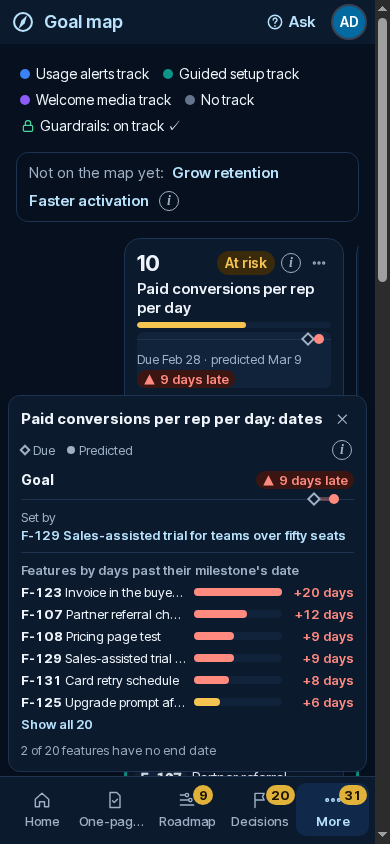 Goal map
Ask
AD
Usage alerts track
Guided setup track
Welcome media track
No track
Guardrails: on track ✓
Not on the map yet: Grow retention
Faster activation
i
10
At risk
i
Paid conversions per rep
per day
Due Feb 28 · predicted Mar 9
▲ 9 days late
Paid conversions per rep per day: dates
Due
Predicted
i
Goal
▲ 9 days late
Set by
F-129 Sales-assisted trial for teams over fifty seats
Features by days past their milestone's date
F-123 Invoice in the buye… +20 days
F-107 Partner referral ch… +12 days
F-108 Pricing page test +9 days
F-129 Sales-assisted trial … +9 days
F-131 Card retry schedule +8 days
F-125 Upgrade prompt af… +6 days
Show all 20
2 of 20 features have no end date
9
20
31
Home
One-pag…
Roadmap
Decisions
More